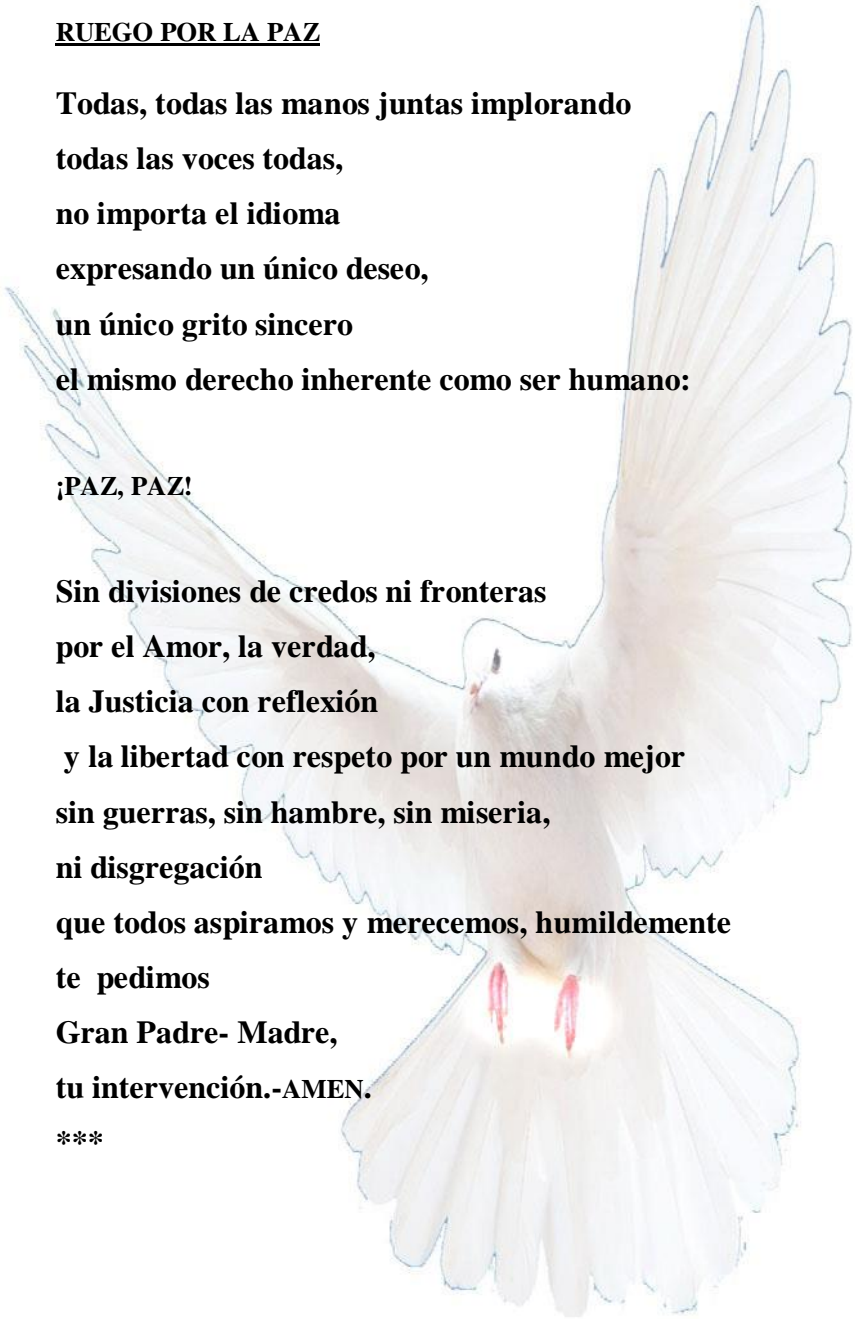 RUEGO POR LA PAZ
Todas, todas las manos juntas implorando
todas las voces todas,
no importa el idioma
expresando un único deseo,
un único grito sincero
el mismo derecho inherente como ser humano:
¡PAZ, PAZ!
Sin divisiones de credos ni fronteras
por el Amor, la verdad,
la Justicia con reflexión
y la libertad con respeto por un mundo mejor
sin guerras, sin hambre, sin miseria,
ni disgregación
que todos aspiramos y merecemos, humildemente
te pedimos
Gran Padre- Madre,
tu intervención.-AMEN.
***